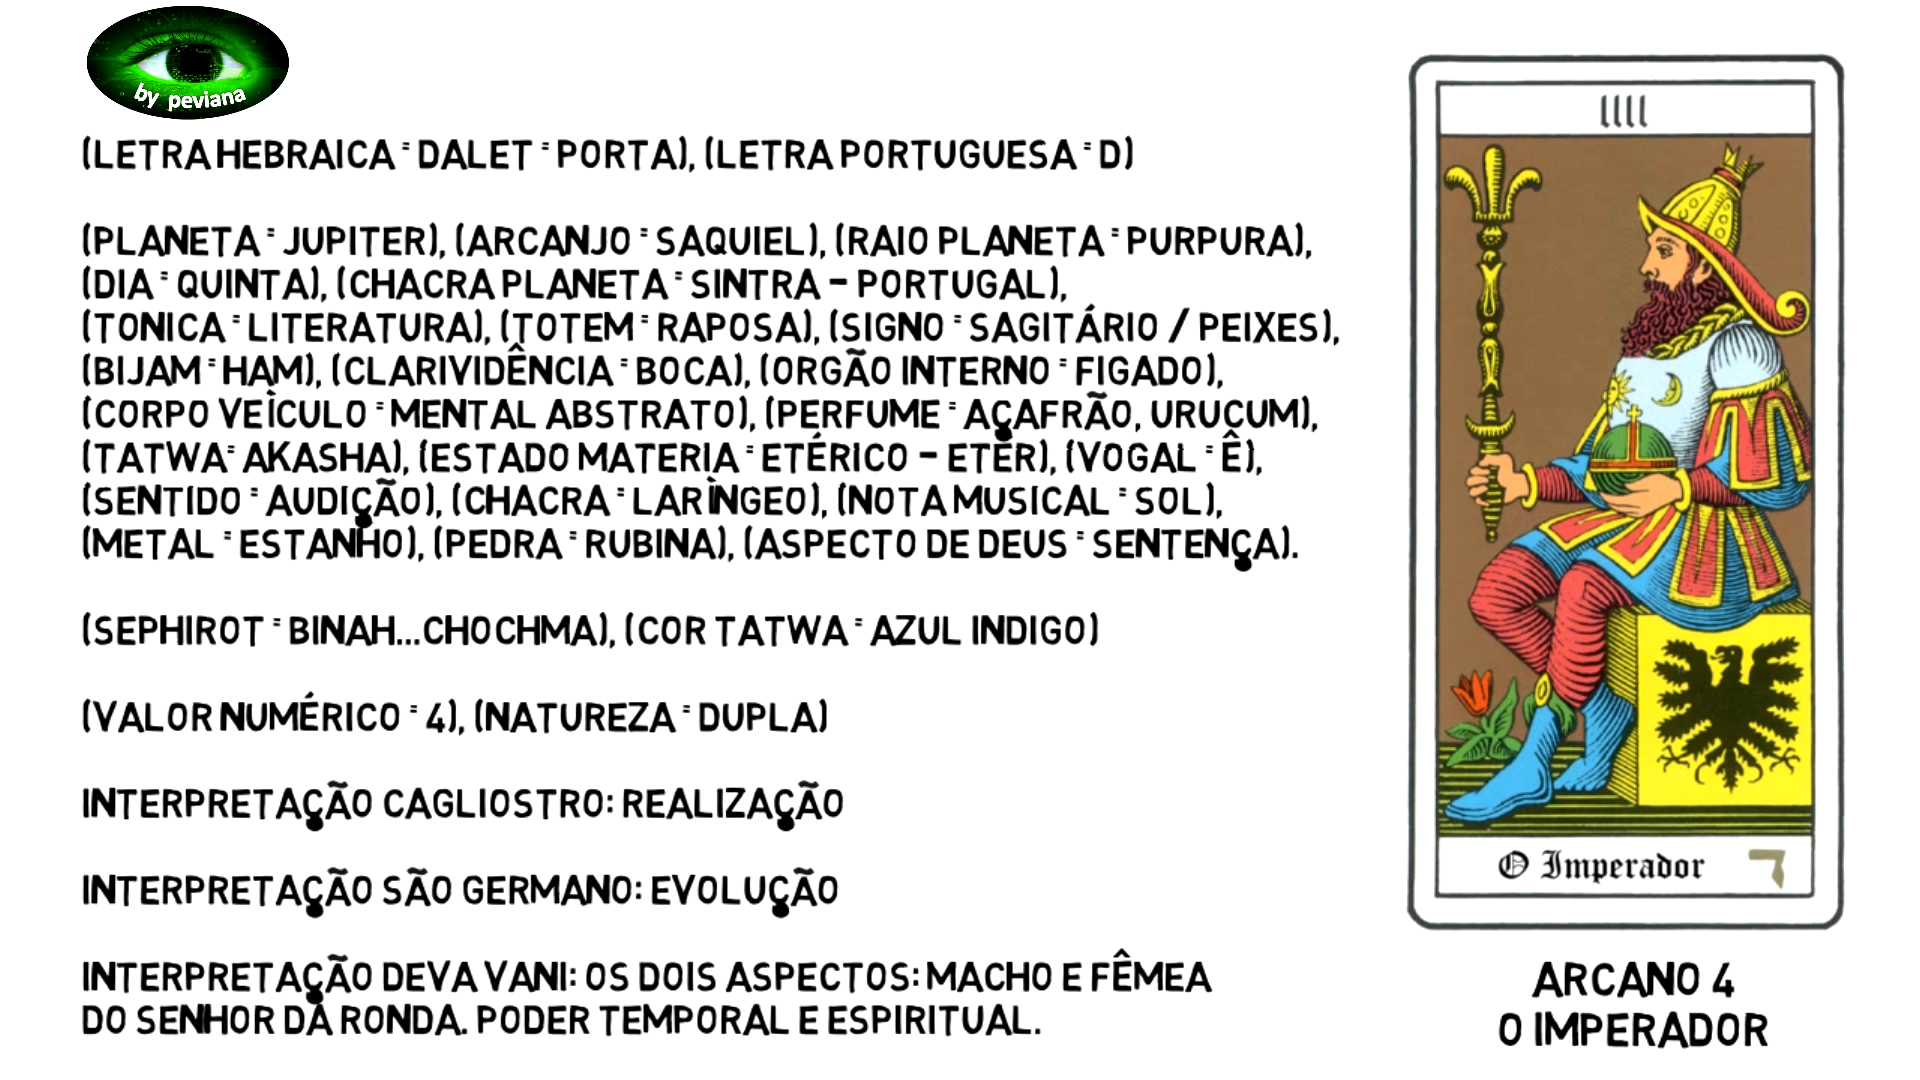 by peviana
(LETRA HEBRAICA = DALET = PORTA), (LETRA PORTUGUESA = D)
(PLANETA = JUPITER), (ARCANJO = SAQUIEL), (RAIO PLANETA = PURPURA),
(DIA = QUINTA), (CHACRA PLANETA = SINTRA - PORTUGAL),
(TONICA = LITERATURA), (TOTEM = RAPOSA), (SIGNO = SAGITÁRIO / PEIXES),
(BIJAM = HAM), (CLARIVIDÊNCIA = BOCA), (ORGÃO INTERNO = FIGADO),
(CORPO VEÌCULO = MENTAL ABSTRATO), (PERFUME = AÇAFRÃO, URUCUM),
(TATWA = AKASHA), (ESTADO MATERIA = ETÉRICO - ETER), (VOGAL = Ê),
(SENTIDO = AUDIÇÃO), (CHACRA = LARÌNGEO), (NOTA MUSICAL = SOL),
(METAL = ESTANHO), (PEDRA = RUBINA), (ASPECTO DE DEUS = SENTENÇA).
(SEPHIROT = BINAH...CHOCHMA), (COR TATWA = AZUL INDIGO)
(VALOR NUMÉRICO = 4), (NATUREZA = DUPLA)
INTERPRETAÇÃO CAGLIOSTRO: REALIZAÇÃO
INTERPRETAÇÃO SÃO GERMANO: EVOLUÇÃO
INTERPRETAÇÃO DEVA VANI: OS DOIS ASPECTOS: MACHO E FÊMEA
DO SENHOR DA RONDA. PODER TEMPORAL E ESPIRITUAL.
IIII
O Imperador ד
ARCANO 4
O IMPERADOR